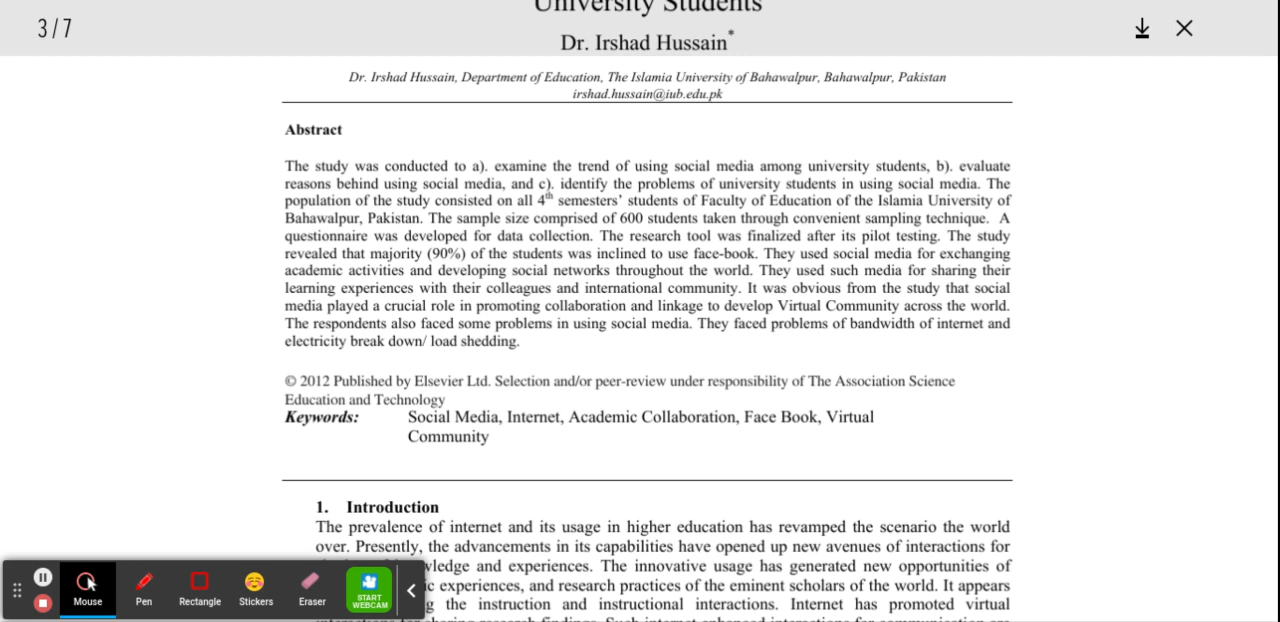 University Students
3/7
Dr. Irshad Hussain*
Dr. Irshad Hussain, Department of Education, The Islamia University of Bahawalpur, Bahawalpur, Pakistan
irshad.hussain@iub.edu.pk
Abstract
The study was conducted to a). examine the trend of using social media among university students, b). evaluate
reasons behind using social media, and c). identify the problems of university students in using social media. The
population of the study consisted on all 4th semesters’ students of Faculty of Education of the Islamia University of
Bahawalpur, Pakistan. The sample size comprised of 600 students taken through convenient sampling technique. A
questionnaire was developed for data collection. The research tool was finalized after its pilot testing. The study
revealed that majority (90%) of the students was inclined to use face-book. They used social media for exchanging
academic activities and developing social networks throughout the world. They used such media for sharing their
learning experiences with their colleagues and international community. It was obvious from the study that social
media played a crucial role in promoting collaboration and linkage to develop Virtual Community across the world.
The respondents also faced some problems in using social media. They faced problems of bandwidth of internet and
electricity break down/ load shedding.
© 2012 Published by Elsevier Ltd. Selection and/or peer-review under responsibility of The Association Science
Education and Technology
Keywords: Social Media, Internet, Academic Collaboration, Face Book, Virtual
Community
1. Introduction
The prevalence of internet and its usage in higher education has revamped the scenario the world
over. Presently, the advancements in its capabilities have opened up new avenues of interactions for
wledge and experiences. The innovative usage has generated new opportunities of
ic experiences, and research practices of the eminent scholars of the world. It appears
g the instruction and instructional interactions. Internet has promoted virtual
Mouse
Pen
Rectangle
Stickers
Eraser
START
WEBCAM